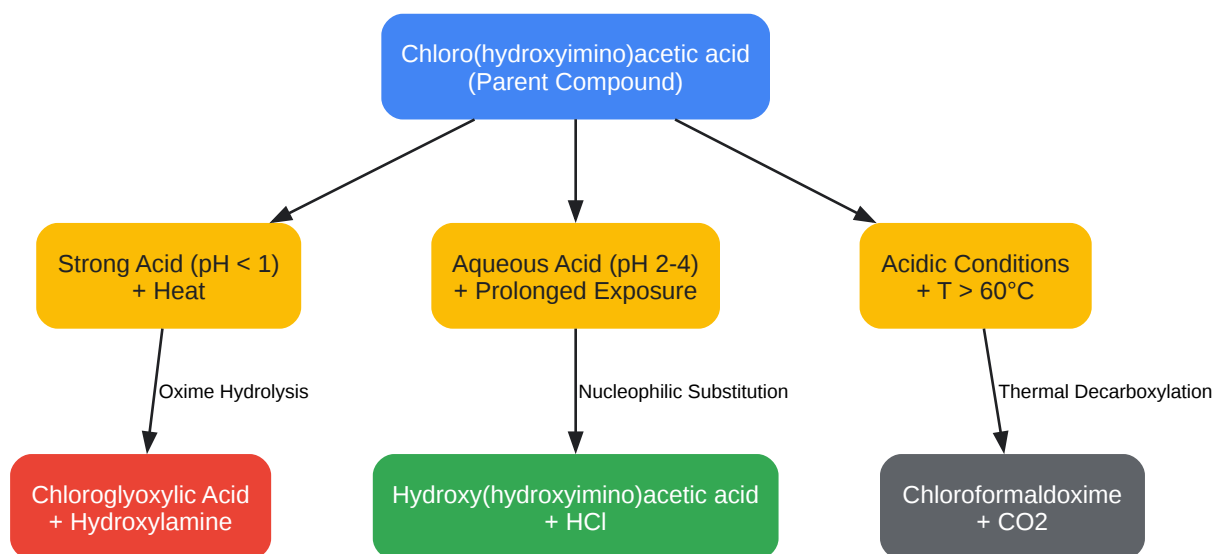 Chloro(hydroxyimino)acetic acid
(Parent Compound)
Strong Acid (pH < 1)
+ Heat
Aqueous Acid (pH 2-4)
+ Prolonged Exposure
Acidic Conditions
+ T > 60°C
Oxime Hydrolysis
Nucleophilic Substitution
Thermal Decarboxylation
Chloroglyoxylic Acid
+ Hydroxylamine
Hydroxy(hydroxyimino)acetic acid
+ HCl
Chloroformaldoxime
+ CO2